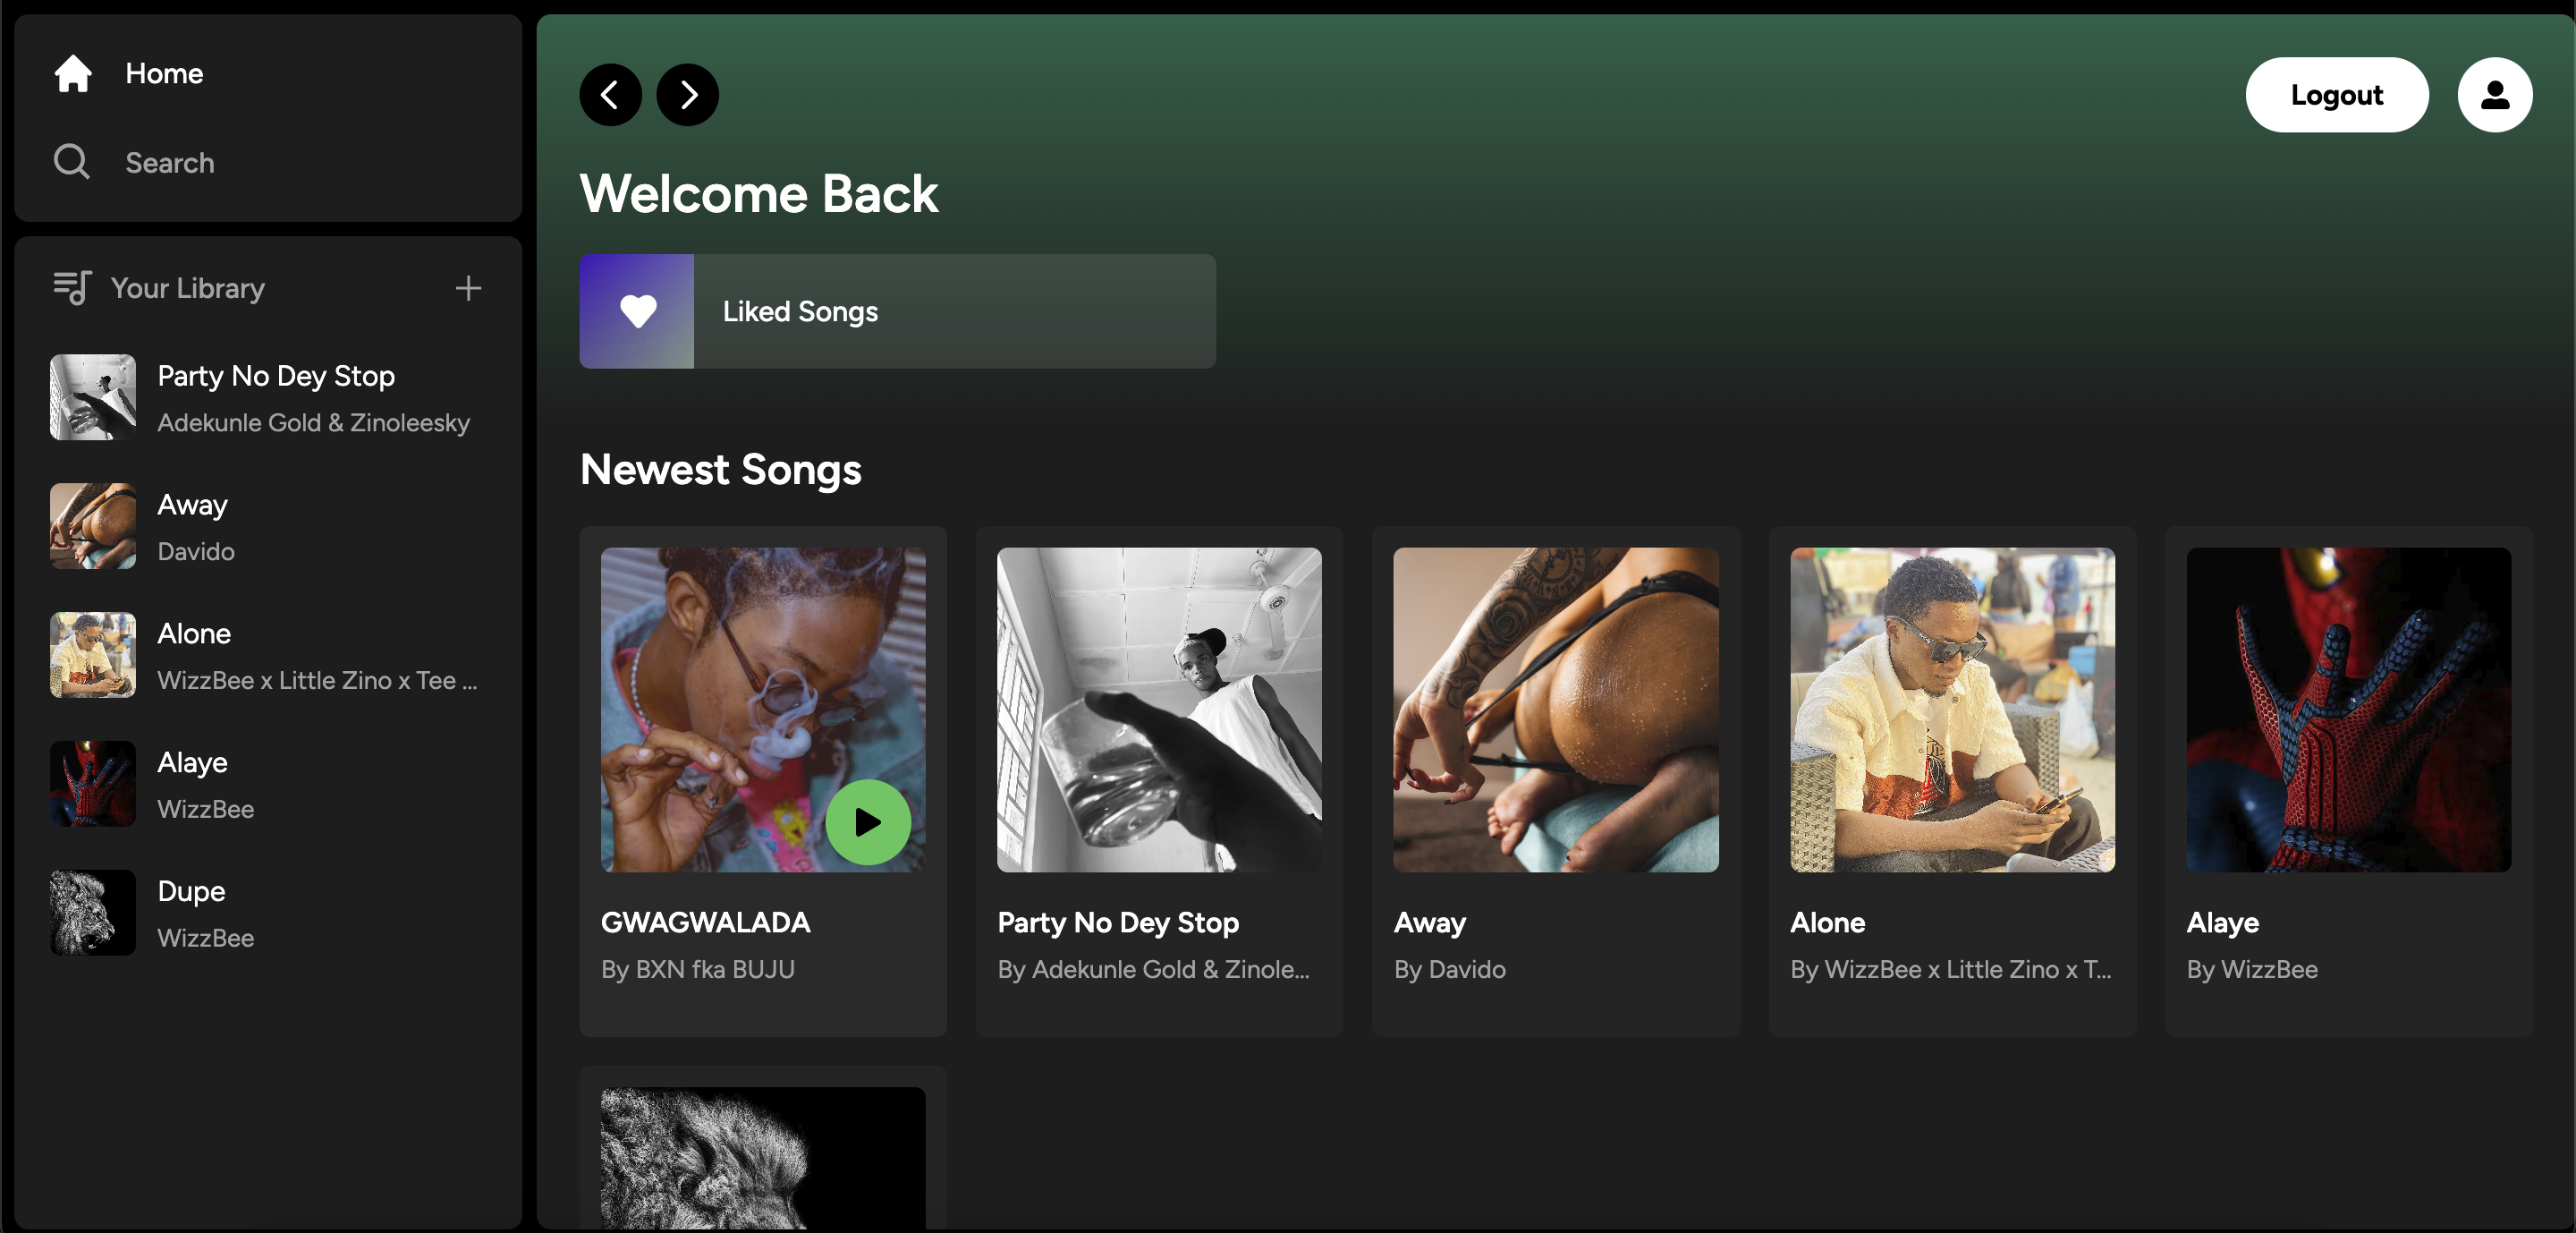 Home
Search
Your Library
Party No Dey Stop
Adekunle Gold & Zinoleesky
Away
Davido
Alone
WizzBee x Little Zino x Tee ...
Alaye
WizzBee
Dupe
WizzBee
Logout
Welcome Back
Liked Songs
Newest Songs
GWAGWALADA
By BXN fka BUJU
Party No Dey Stop
By Adekunle Gold & Zinole...
Away
By Davido
Alone
By WizzBee x Little Zino x T...
Alaye
By WizzBee